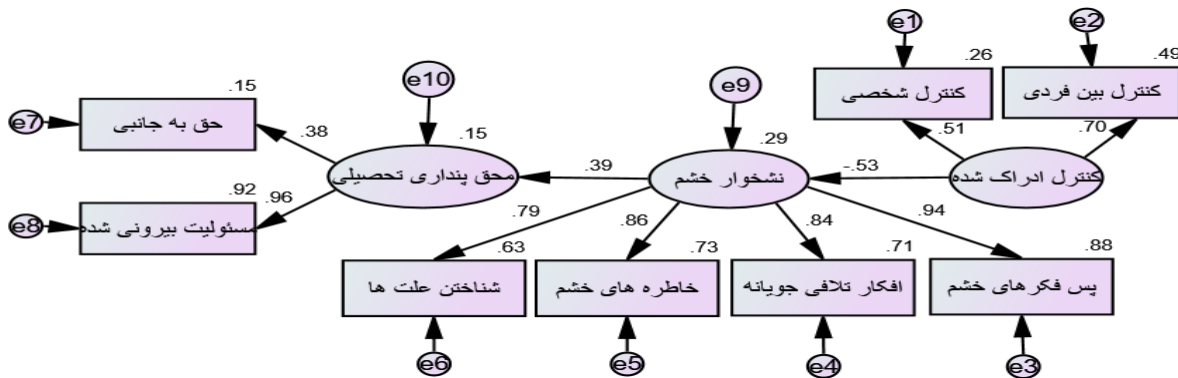 e1
e2
.26
.49
کنترل شخصی
کنترل بین فردی
e10
e9
.15
e7
حق به جانبی
.38
.15
.29
.51
.70
محق پنداری تحصیلی
.39
نشخوار خشم
-.53
کنترل ادراک شده
.92
.96
e8
مسئولیت بیرونی شده
.79
.86
.84
.94
.63
.73
.71
.88
شناختن علت ها
خاطره های خشم
افکار تلافی جویانه
پس فکرهای خشم
e6
e5
e4
e3